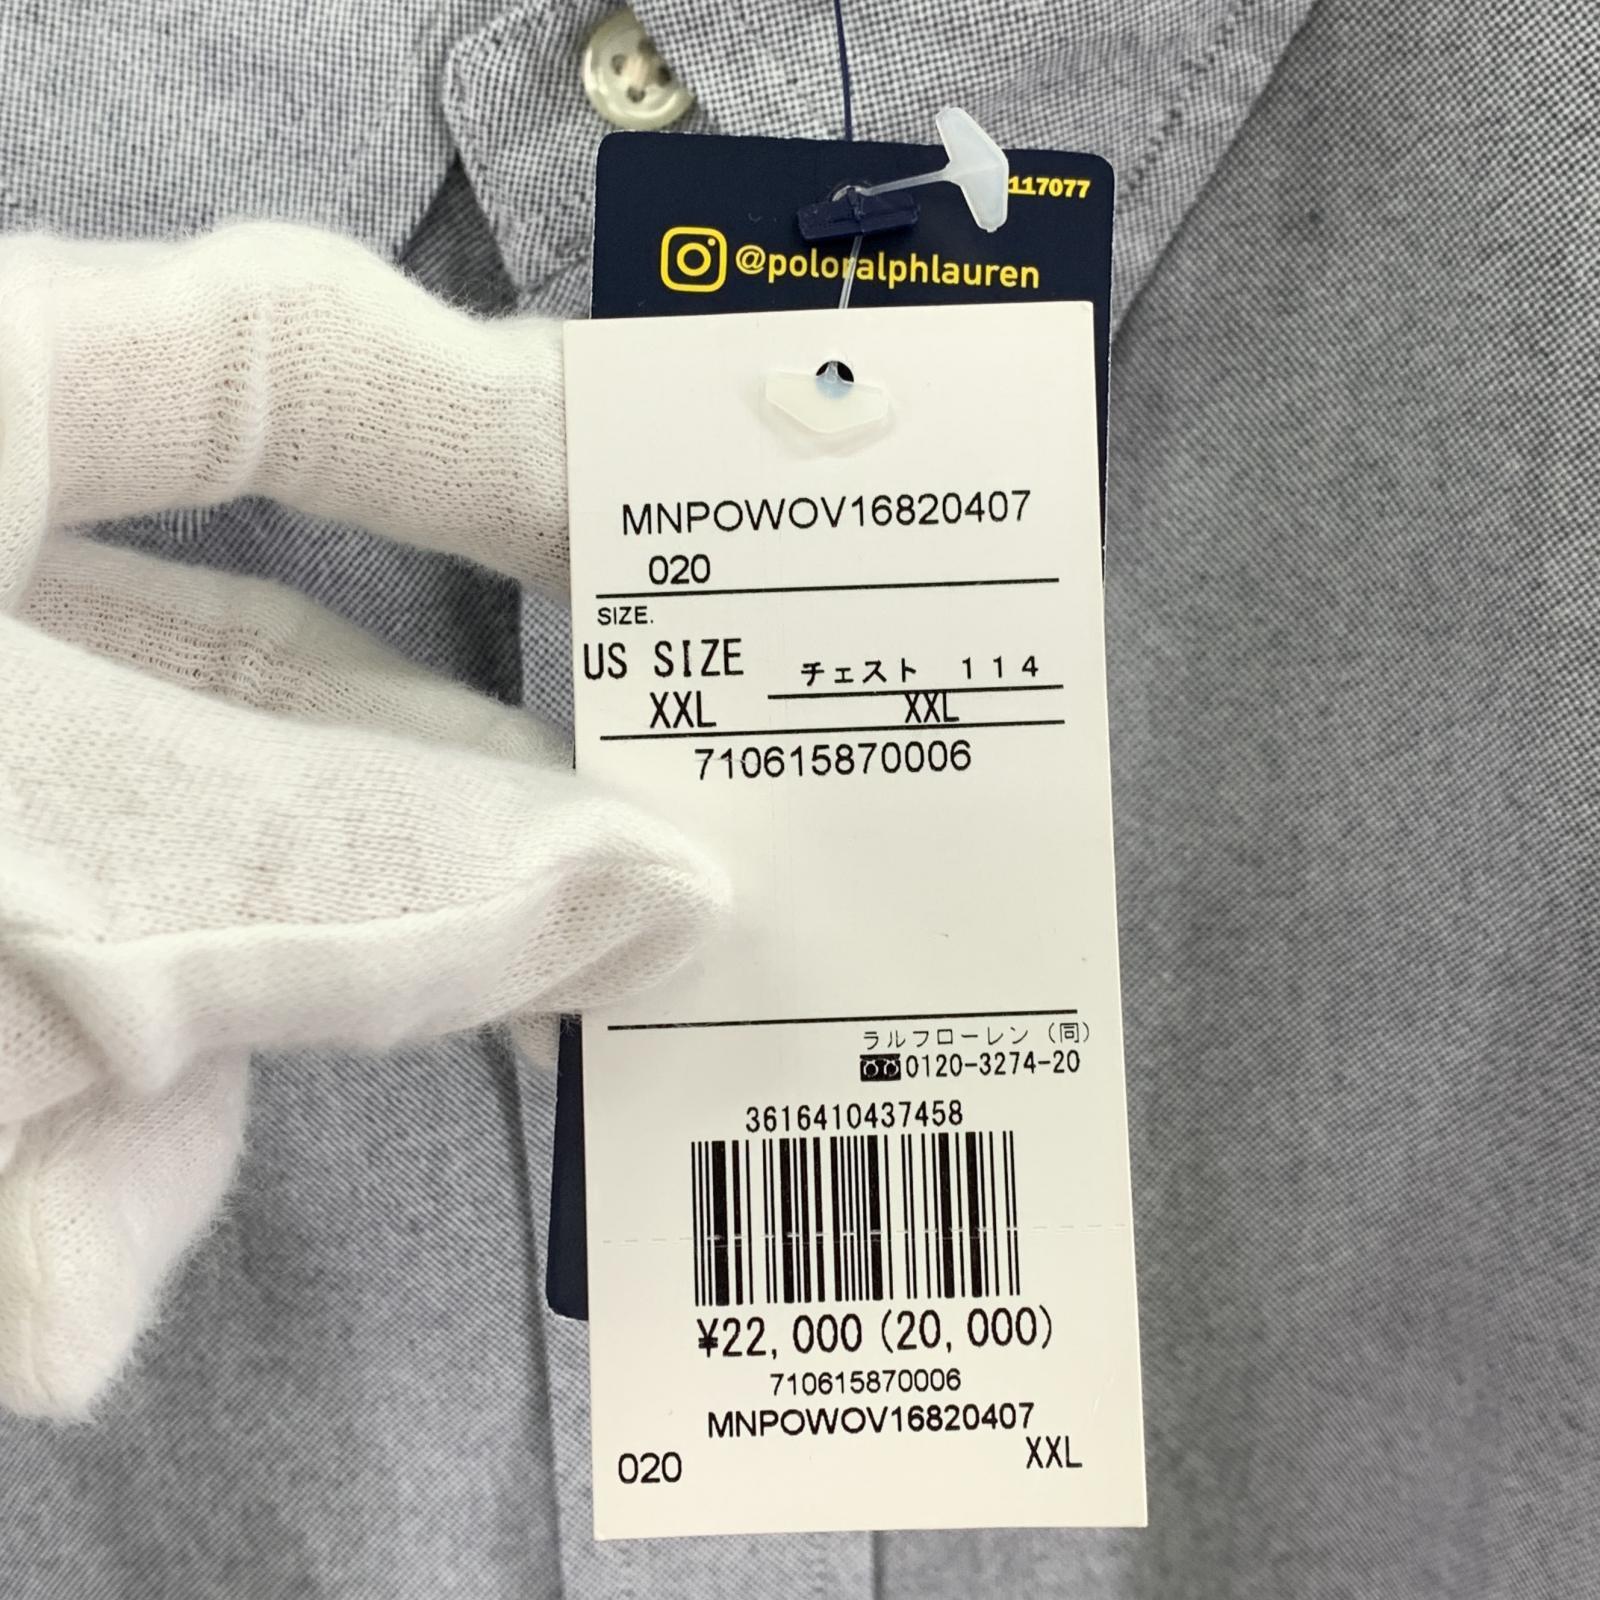 117077
@poloralphlauren
MNPOWOV16820407
020
SIZE.
US SIZE
XXL
チェスト 114
XXL
710615870006
ラルフローレン(同)
0120-3274-20
3616410437458
¥22,000(20,000)
710615870006
MNPOWOV16820407
020
XXL